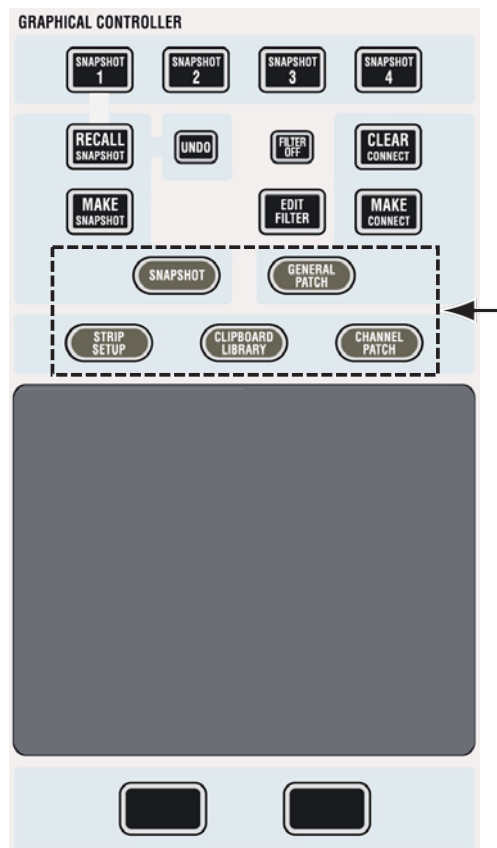 GRAPHICAL CONTROLLER
SNAPSHOT
1
SNAPSHOT
2
SNAPSHOT
3
SNAPSHOT
4
RECALL
SNAPSHOT
UNDO
FILTER
OFF
CLEAR
CONNECT
MAKE
SNAPSHOT
EDIT
FILTER
MAKE
CONNECT
SNAPSHOT
GENERAL
PATCH
STRIP
SETUP
CLIPBOARD
LIBRARY
CHANNEL
PATCH